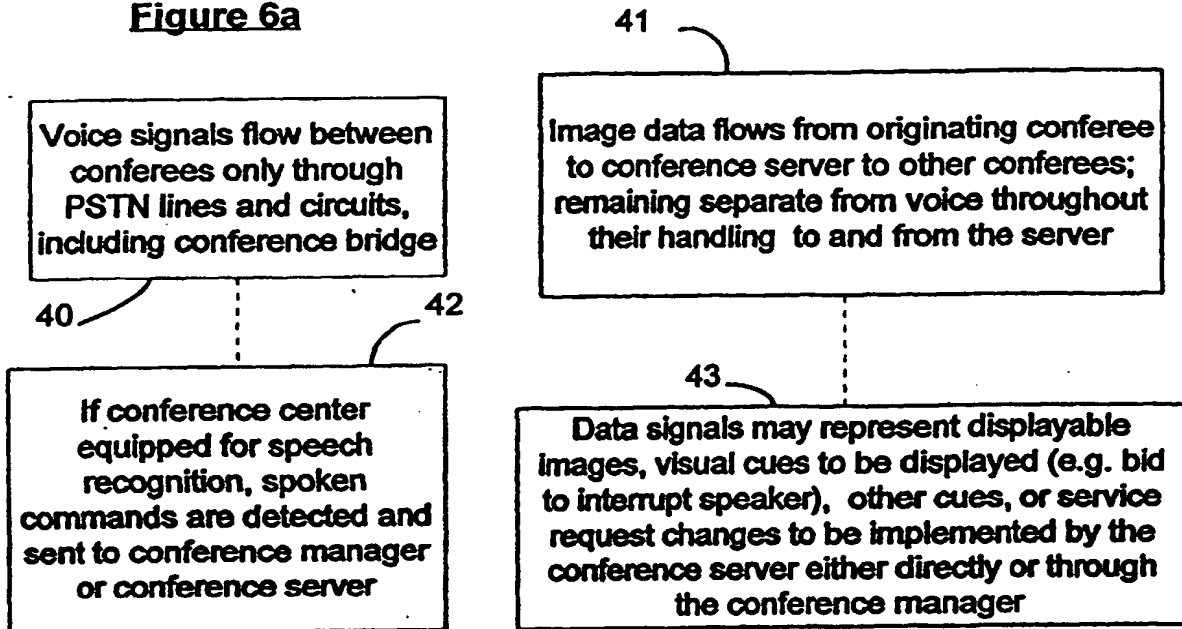 Figure 6a
41
Voice signals flow between
conferees only through
PSTN lines and circuits,
including conference bridge
Image data flows from originating conferee
to conference server to other conferees;
remaining separate from voice throughout
their handling to and from the server
40
42
If conference center
equipped for speech
recognition, spoken
commands are detected and
sent to conference manager
or conference server
43
Data signals may represent displayable
images, visual cues to be displayed (e.g. bid
to interrupt speaker), other cues, or service
request changes to be implemented by the
conference server either directly or through
the conference manager